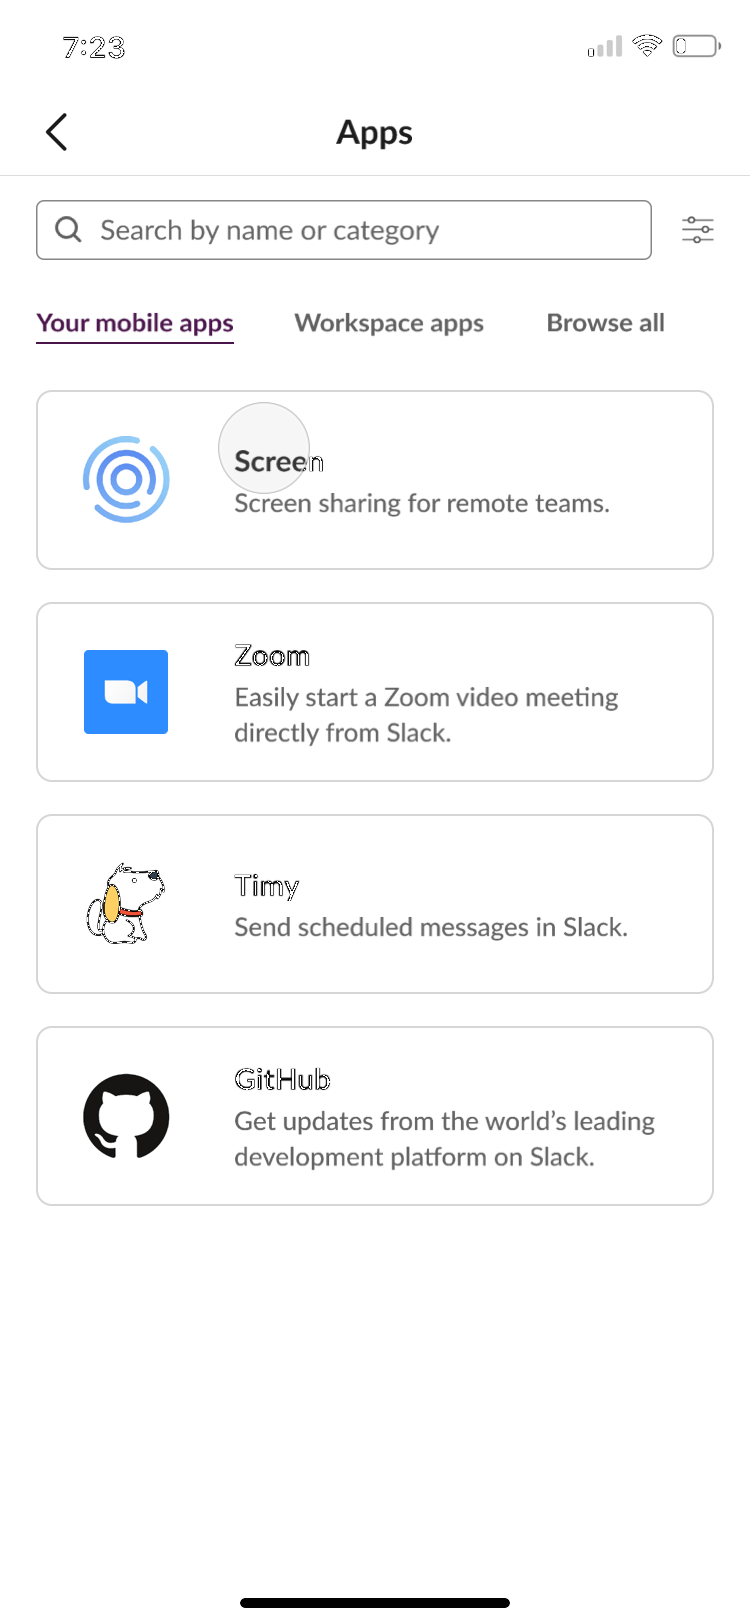 7:23
Apps
Search by name or category
Your mobile apps Workspace apps Browse all
Screen
Screen sharing for remote teams.
Zoom
Easily start a Zoom video meeting
directly from Slack.
Timy
Send scheduled messages in Slack.
GitHub
Get updates from the world’s leading
development platform on Slack.